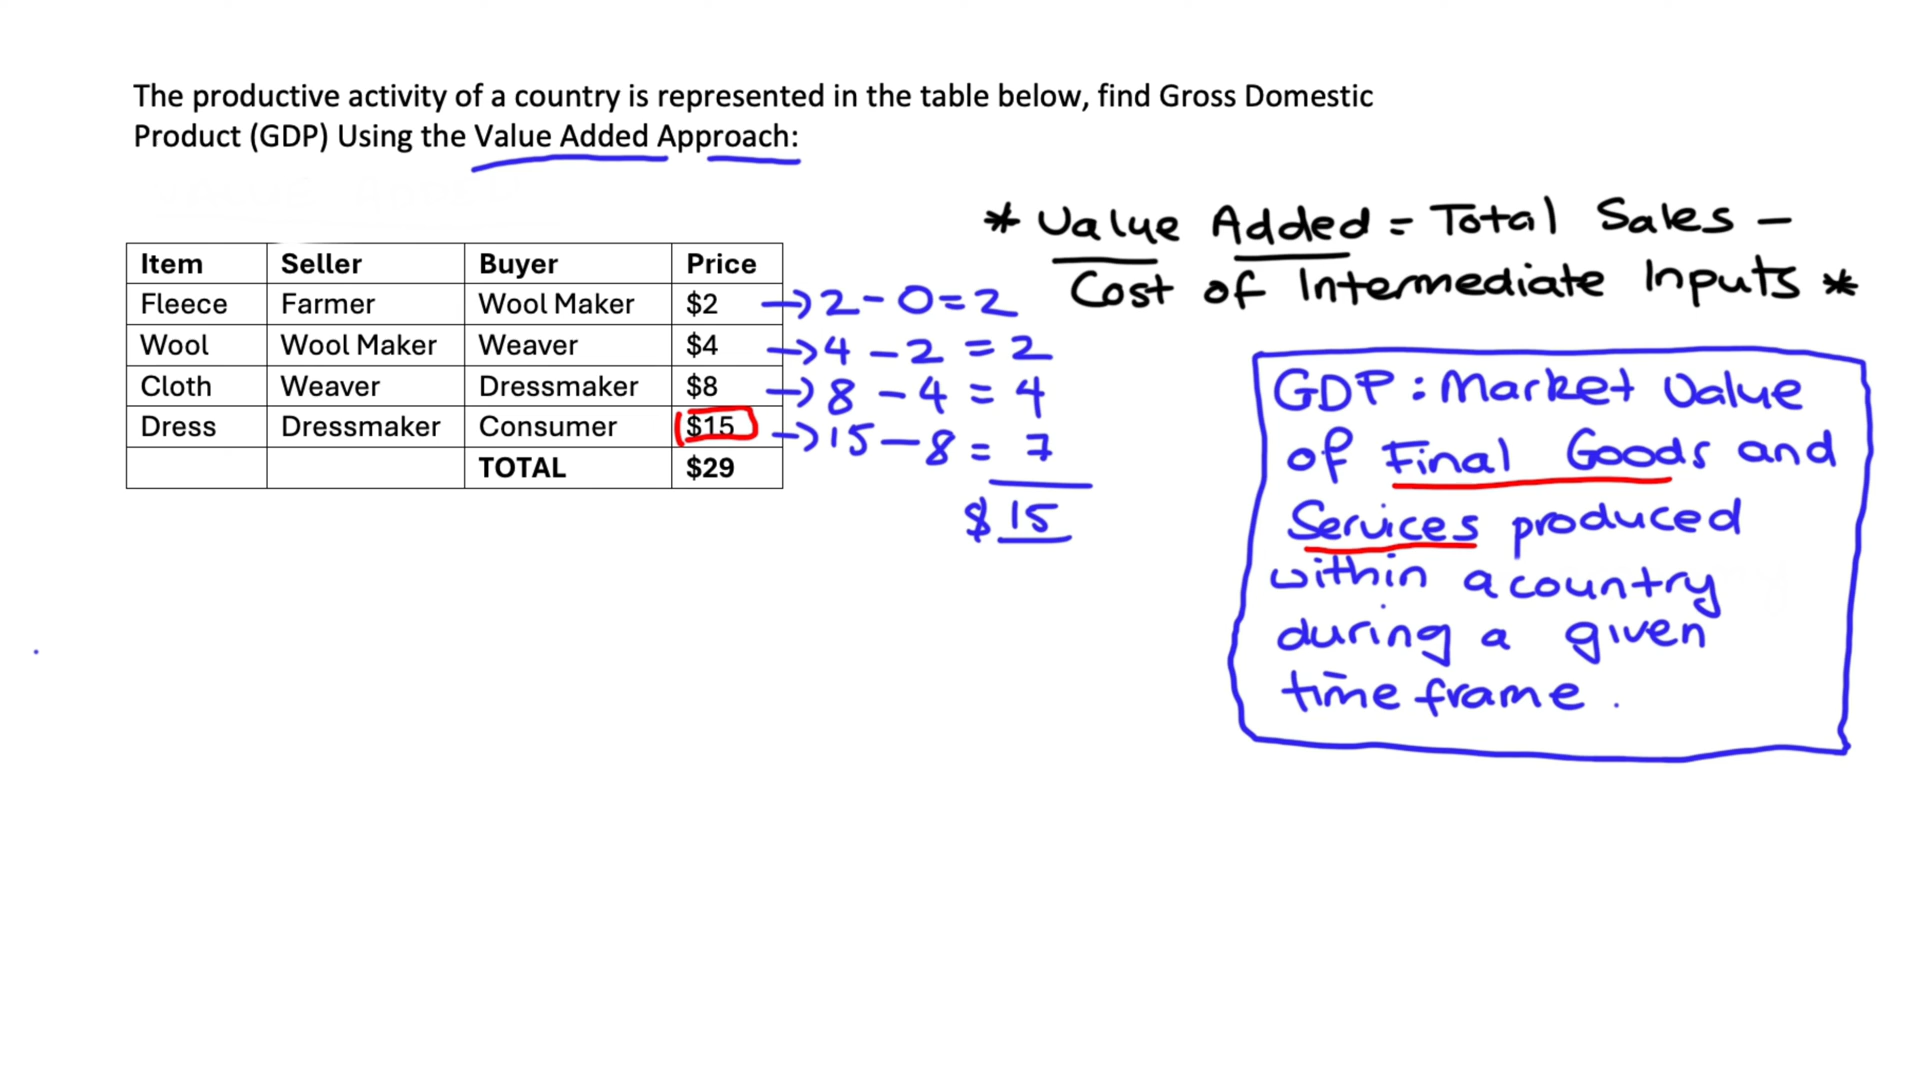 The productive activity of a country is represented in the table below, find Gross Domestic
Product (GDP) Using the Value Added Approach:
* Value Added = Total Sales -
Cost of Intermediate Inputs *
Item Seller Buyer Price
Fleece Farmer Wool Maker $2 → 2 - 0 = 2
Wool Wool Maker Weaver $4 → 4 - 2 = 2
Cloth Weaver Dressmaker $8 → 8 - 4 = 4
Dress Dressmaker Consumer $15 → 15 - 8 = 7
TOTAL $29
$15
GDP: Market Value
of Final Goods and
Services produced
within a country
during a given
time frame.